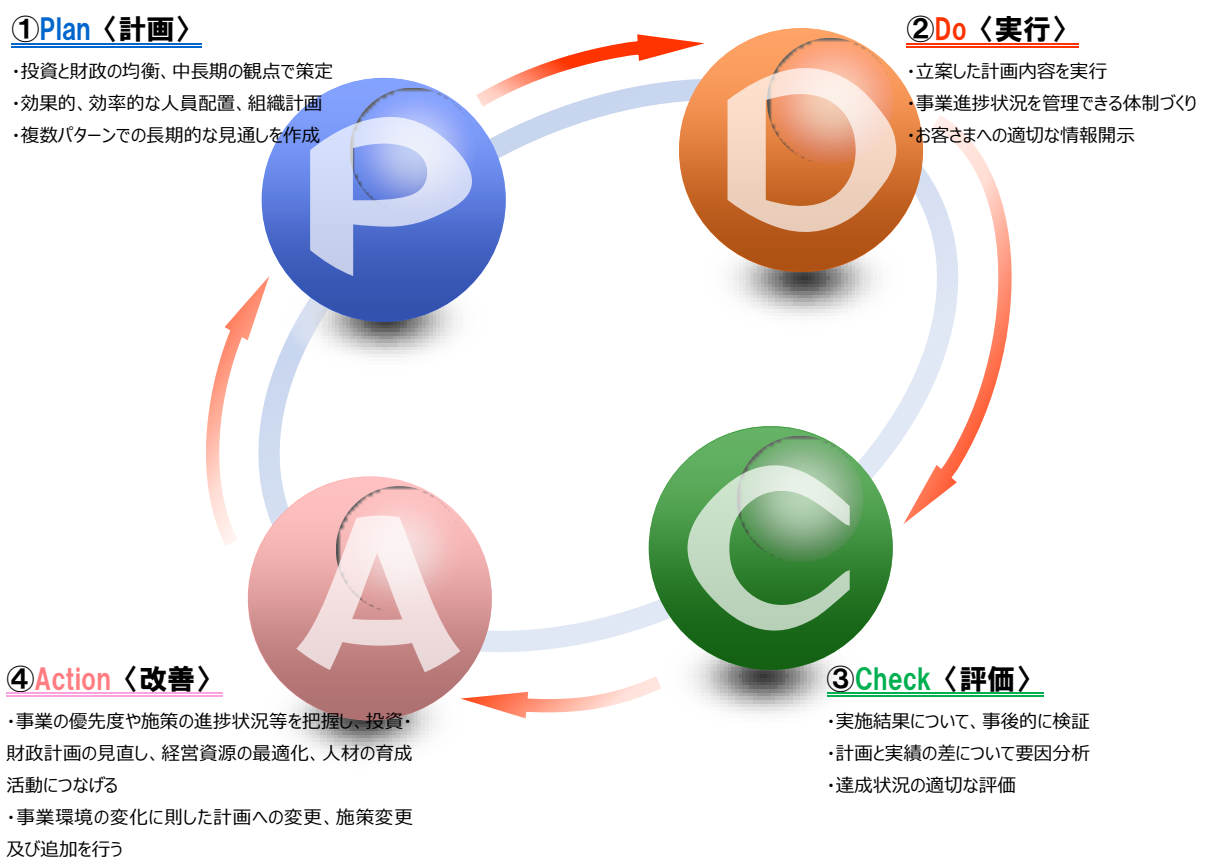 ①Plan〈計画〉
・投資と財政の均衡、中長期の観点で策定
・効果的、効率的な人員配置、組織計画
・複数パターンでの長期的な見通しを作成
P
②Do〈実行〉
・立案した計画内容を実行
・事業進捗状況を管理できる体制づくり
・お客さまへの適切な情報開示
D
C
③Check〈評価〉
・実施結果について、事後的に検証
・計画と実績の差について要因分析
・達成状況の適切な評価
A
④Action〈改善〉
・事業の優先度や施策の進捗状況等を把握し、投資・
財政計画の見直し、経営資源の最適化、人材の育成
活動につなげる
・事業環境の変化に則した計画への変更、施策変更
及び追加を行う